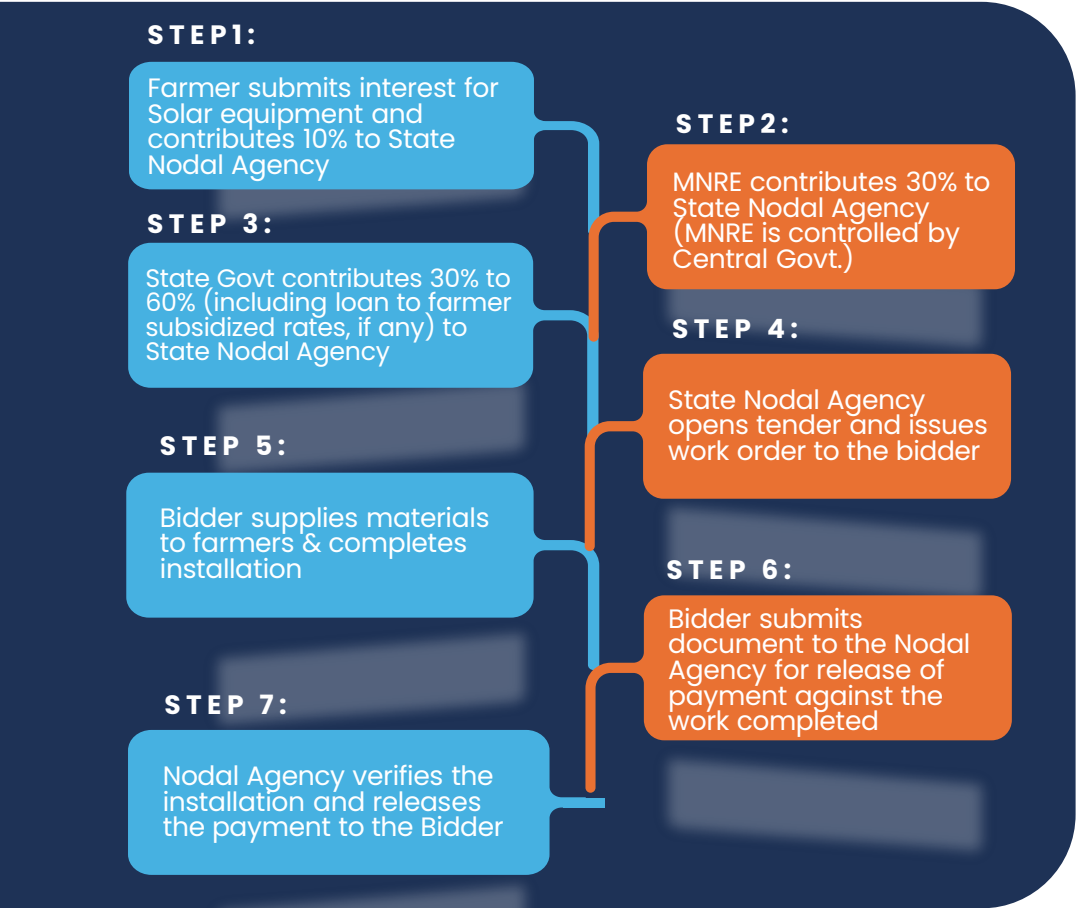 STEP1:
Farmer submits interest for
Solar equipment and
contributes 10% to State
Nodal Agency
STEP2:
MNRE contributes 30% to
State Nodal Agency
(MNRE is controlled by
Central Govt.)
STEP 3:
State Govt contributes 30% to
60% (including loan to farmer
subsidized rates, if any) to
State Nodal Agency
STEP 4:
State Nodal Agency
opens tender and issues
work order to the bidder
STEP 5:
Bidder supplies materials
to farmers & completes
installation
STEP 6:
Bidder submits
document to the Nodal
Agency for release of
payment against the
work completed
STEP 7:
Nodal Agency verifies the
installation and releases
the payment to the Bidder